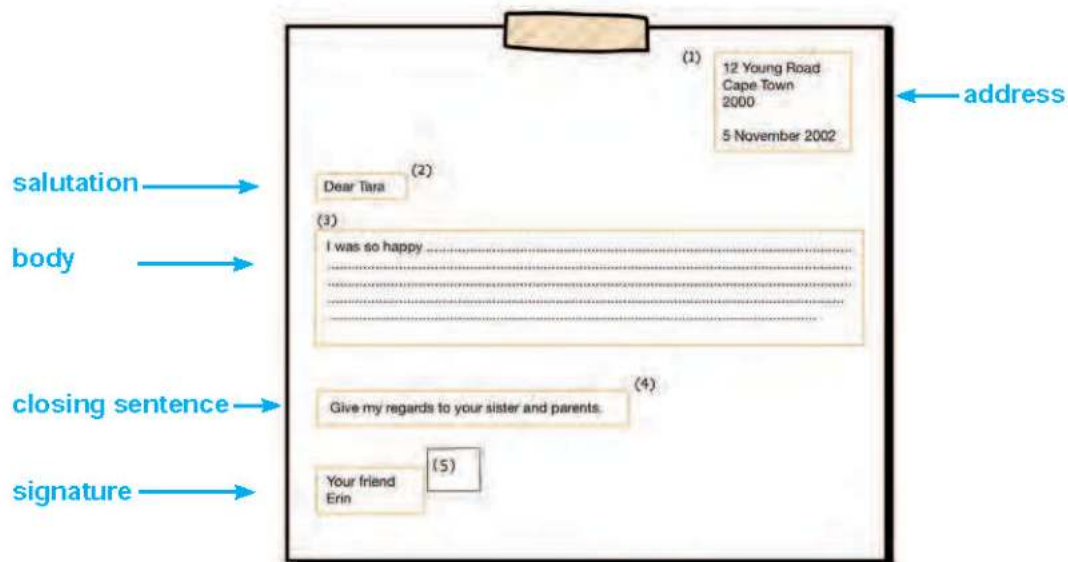 (1)
12 Young Road
Cape Town
2000
5 November 2002
address
salutation
Dear Tara
(2)
(3)
body
I was so happy ................................................................
................................................................
................................................................
................................................................
................................................................
closing sentence
Give my regards to your sister and parents.
(4)
signature
Your friend
Erin
(5)